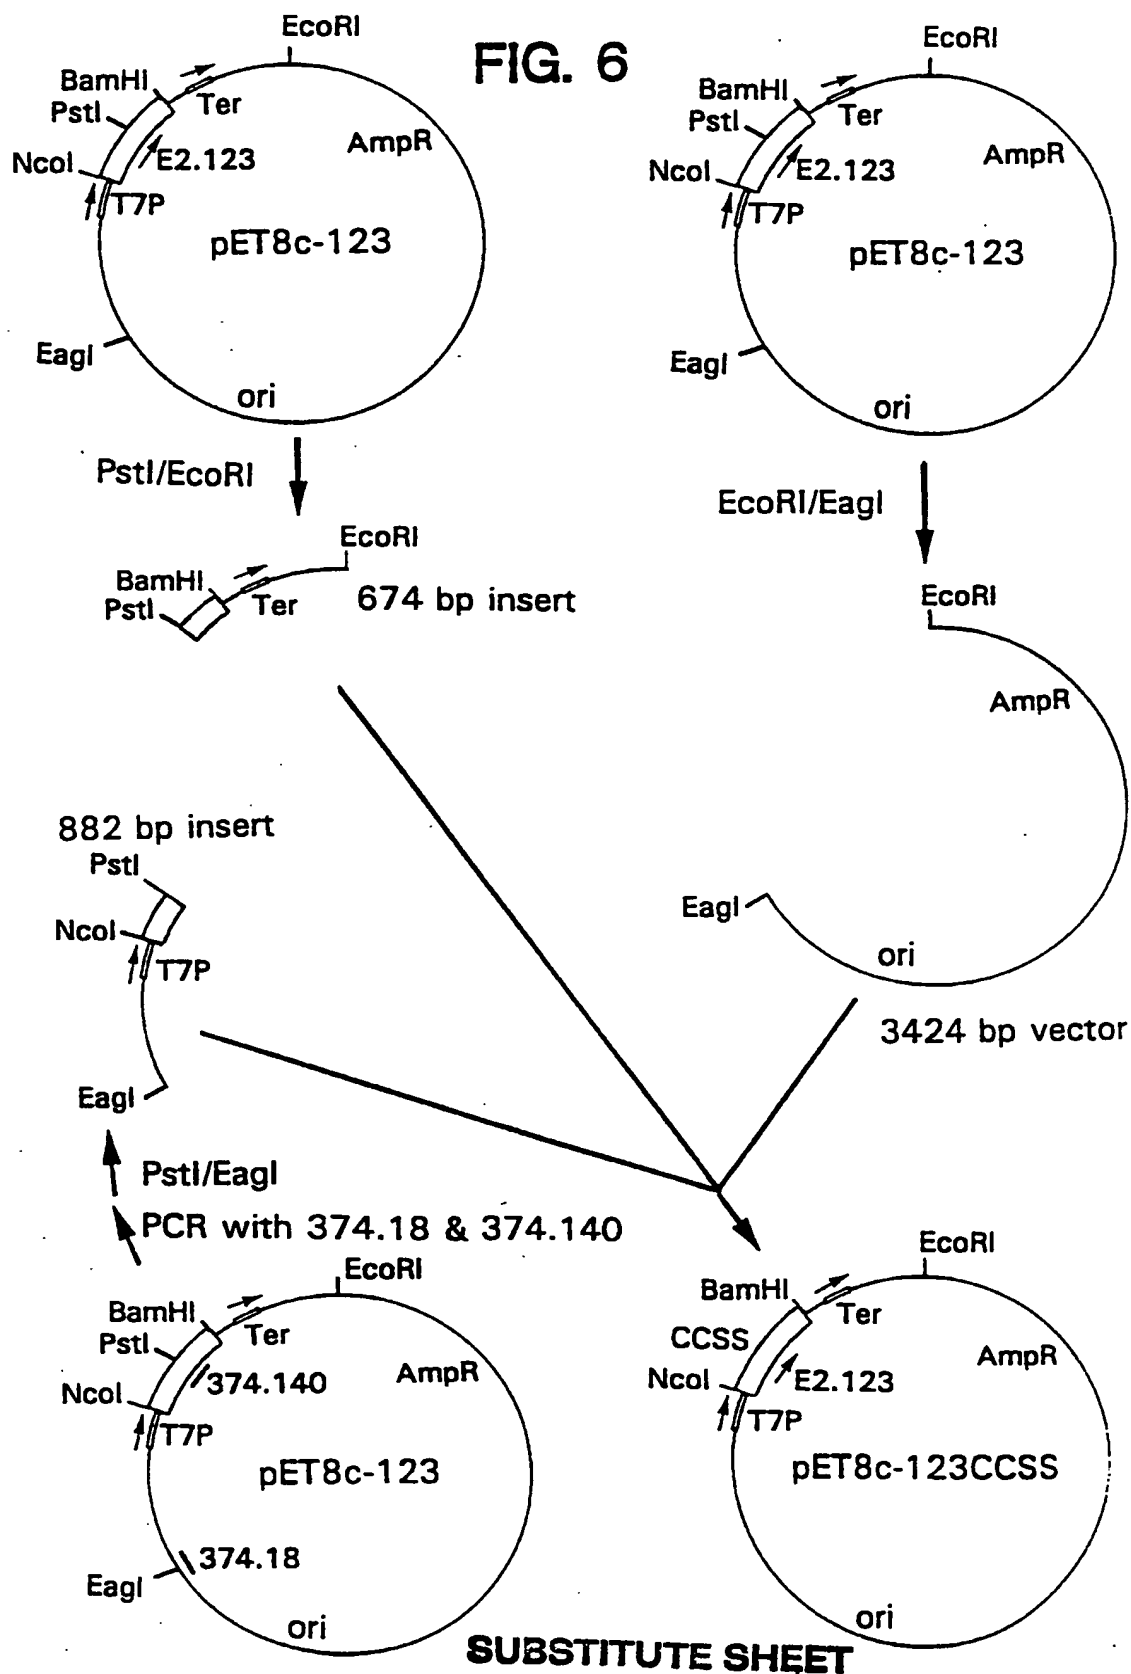 FIG. 6
EcoRI
BamHI
PstI
Ter
AmpR
NcoI
E2.123
T7P
pET8c-123
EagI
ori
EcoRI
BamHI
PstI
Ter
AmpR
NcoI
E2.123
T7P
pET8c-123
EagI
ori
PstI/EcoRI
EcoRI/EagI
EcoRI
BamHI
PstI
Ter
674 bp insert
EcoRI
AmpR
EagI
ori
3424 bp vector
882 bp insert
PstI
NcoI
T7P
EagI
PstI/EagI
PCR with 374.18 & 374.140
EcoRI
BamHI
PstI
Ter
AmpR
374.140
NcoI
T7P
pET8c-123
374.18
EagI
ori
EcoRI
BamHI
Ter
CCSS
AmpR
NcoI
E2.123
T7P
pET8c-123CCSS
ori
SUBSTITUTE SHEET